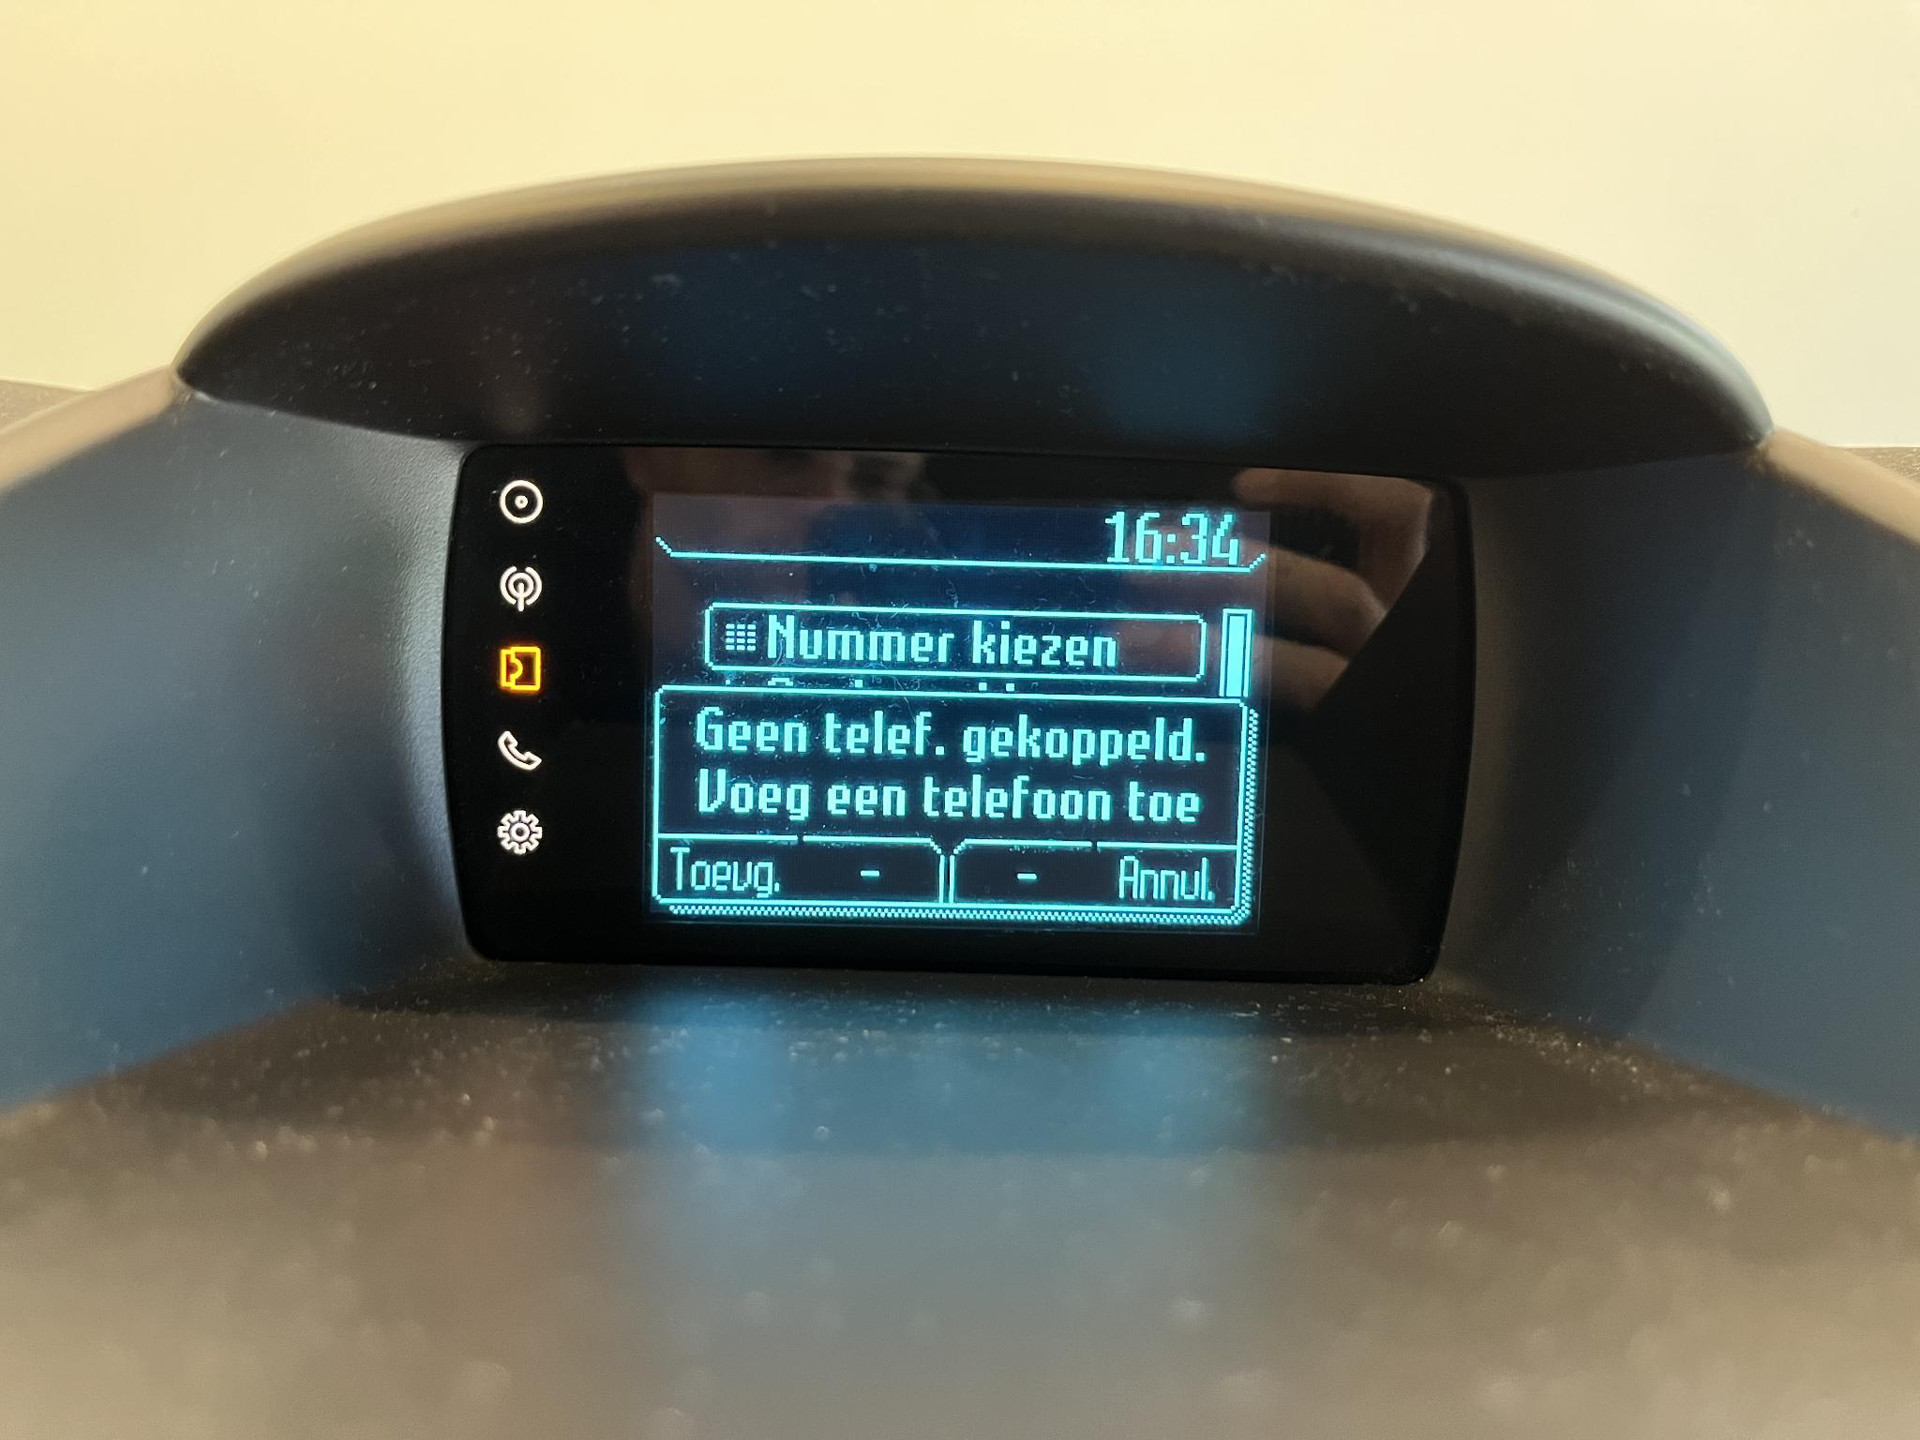 16:34
Nummer kiezen
Geen telef. gekoppeld.
Voeg een telefoon toe
Toevg. - - Annul.